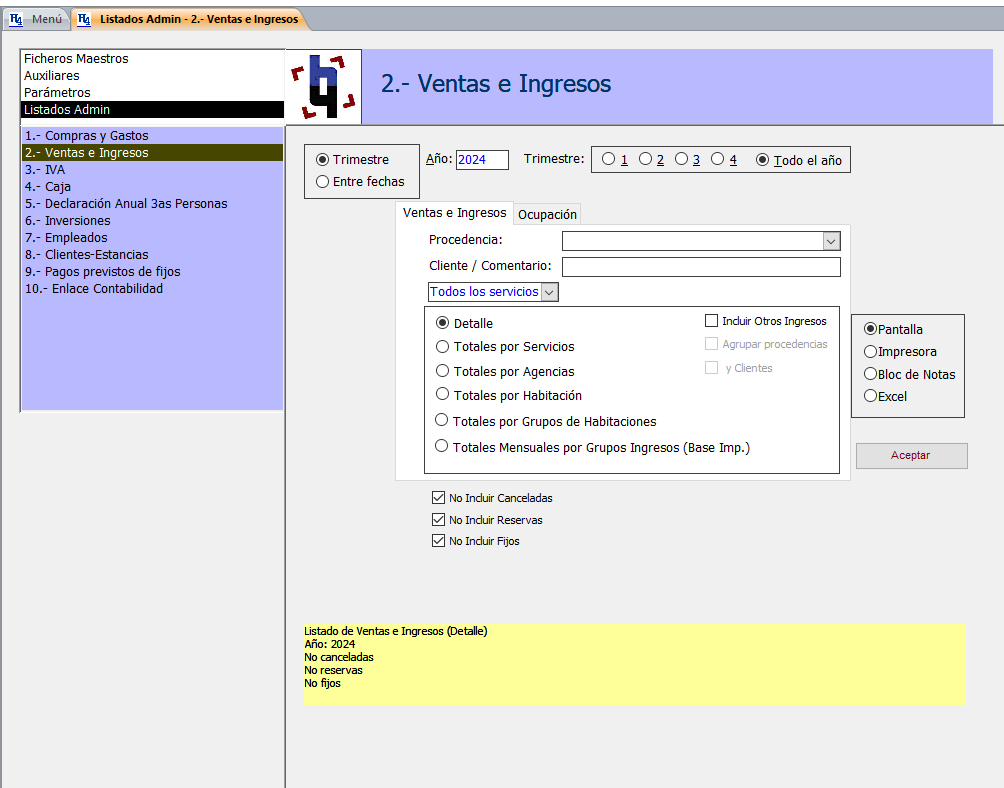 Menú
Listados Admin - 2.- Ventas e Ingresos
Ficheros Maestros
Auxiliares
Parámetros
Listados Admin
1.- Compras y Gastos
2.- Ventas e Ingresos
3.- IVA
4.- Caja
5.- Declaración Anual 3as Personas
6.- Inversiones
7.- Empleados
8.- Clientes-Estancias
9.- Pagos previstos de fijos
10.- Enlace Contabilidad
2.- Ventas e Ingresos
Trimestre
Entre fechas
Año: 2024
Trimestre: 1 2 3 4 Todo el año
Ventas e Ingresos
Ocupación
Procedencia:
Cliente / Comentario:
Todos los servicios
Detalle
Totales por Servicios
Totales por Agencias
Totales por Habitación
Totales por Grupos de Habitaciones
Totales Mensuales por Grupos Ingresos (Base Imp.)
Incluir Otros Ingresos
Agrupar procedencias
y Clientes
Pantalla
Impresora
Bloc de Notas
Excel
Aceptar
No Incluir Canceladas
No Incluir Reservas
No Incluir Fijos
Listado de Ventas e Ingresos (Detalle)
Año: 2024
No canceladas
No reservas
No fijos